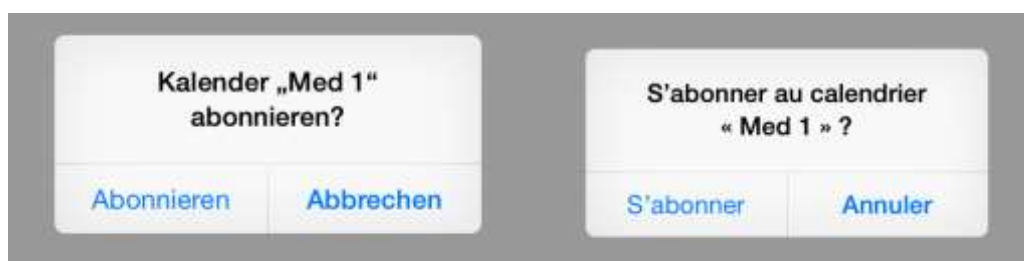 Kalender „Med 1“
abonnieren?
Abonnieren Abbrechen
S’abonner au calendrier
« Med 1 » ?
S’abonner Annuler